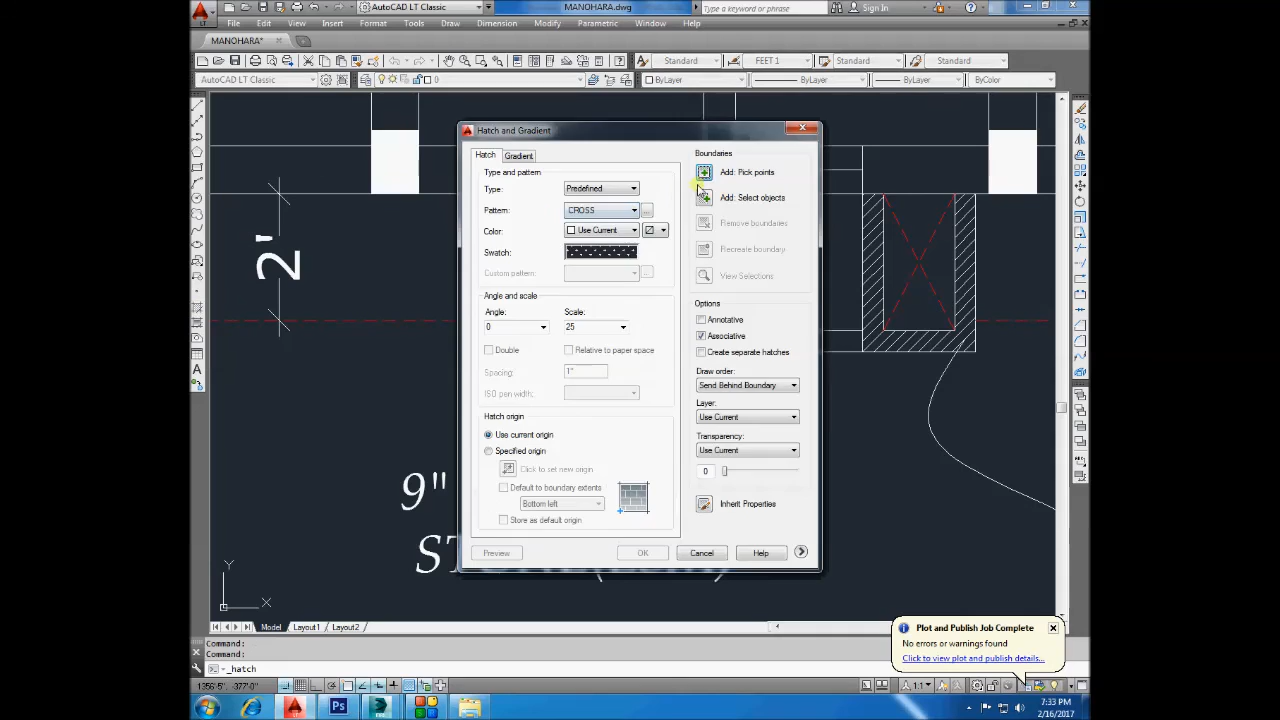 AutoCAD LT Classic
MANOHARA.dwg
Type a keyword or phrase
Sign In
File Edit View Insert Format Tools Draw Dimension Modify Parametric Window Help
MANOHARA*
Standard FEET 1 Standard Standard
AutoCAD LT Classic 0 ByLayer ByLayer ByLayer ByColor
2'
9"
Hatch and Gradient
Hatch Gradient
Type and pattern
Type: Predefined
Pattern: CROSS
Color: Use Current
Swatch:
Custom pattern:
Angle and scale
Angle: Scale:
0 25
Double Relative to paper space
Spacing: 1"
ISO pen width:
Hatch origin
Use current origin
Specified origin
Click to set new origin
Default to boundary extents
Bottom left
Store as default origin
Boundaries
Add: Pick points
Add: Select objects
Remove boundaries
Recreate boundary
View Selections
Options
Annotative
Associative
Create separate hatches
Draw order:
Send Behind Boundary
Layer:
Use Current
Transparency:
Use Current
0
Inherit Properties
Preview OK Cancel Help
Y
X
Model Layout1 Layout2
Plot and Publish Job Complete
No errors or warnings found
Click to view plot and publish details...
Command:
Command:
_hatch
1356'-5", -377'-0"
1:1
7:33 PM
2/16/2017